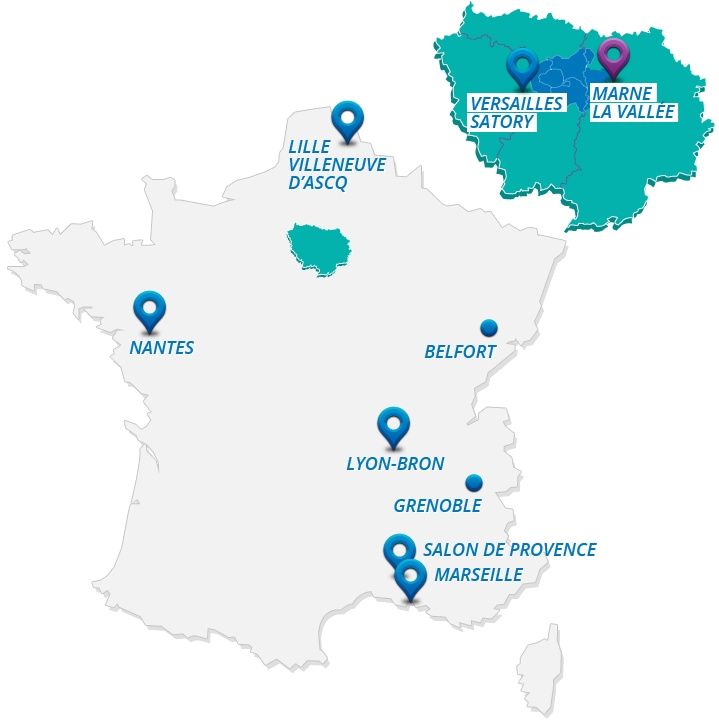 VERSAILLES
SATORY
MARNE
LA VALLÉE
LILLE
VILLENEUVE
D'ASCQ
NANTES
BELFORT
LYON-BRON
GRENOBLE
SALON DE PROVENCE
MARSEILLE